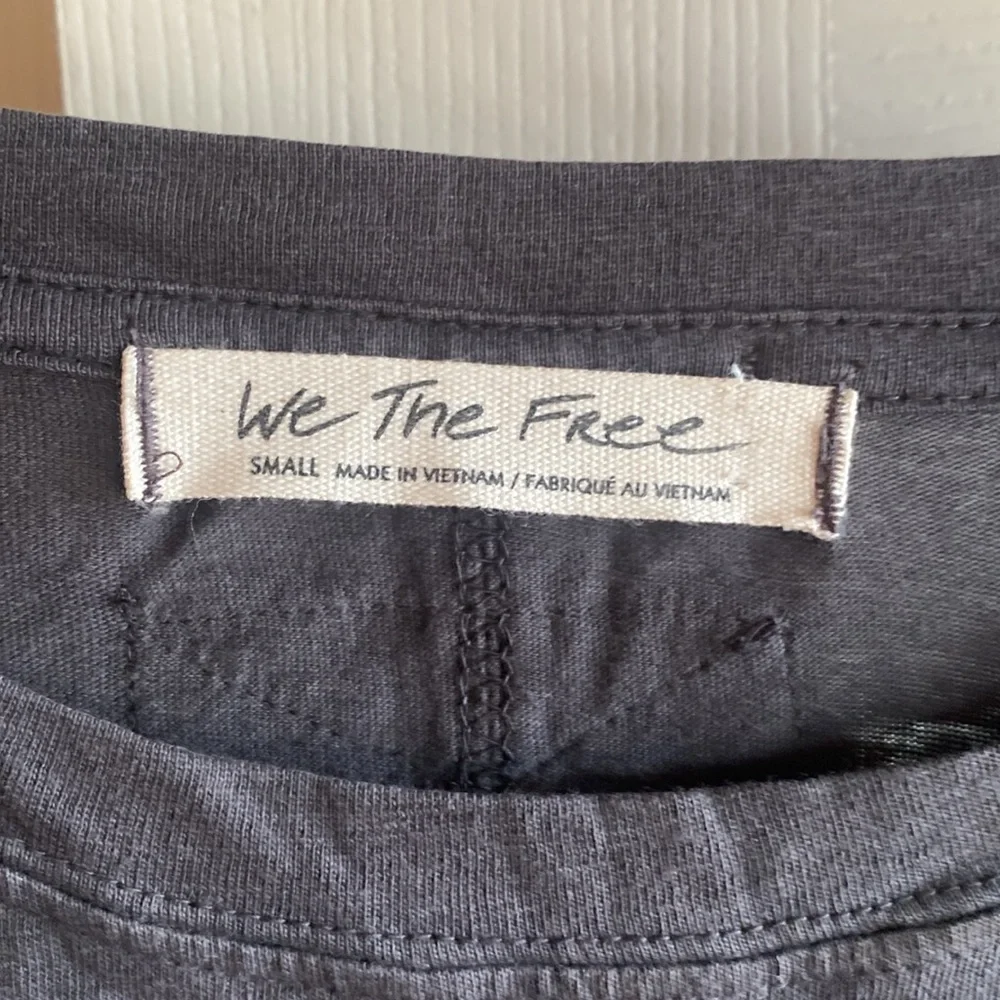 We The Free
SMALL MADE IN VIETNAM / FABRIQUÉ AU VIETNAM